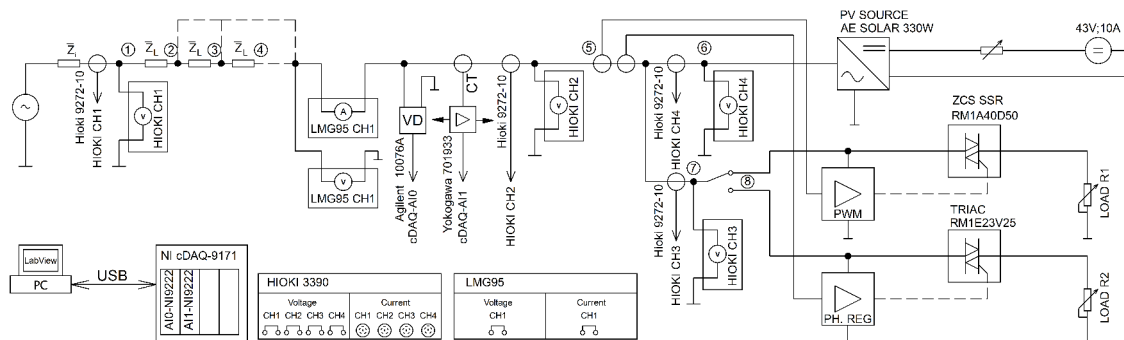 PV SOURCE
AE SOLAR 330W
43V;10A
Z̅i
①
Z̅L
②
Z̅L
③
Z̅L
④
⑤
⑥
Hioki 9272-10
HIOKI CH1
V
HIOKI CH1
A
LMG95 CH1
V
LMG95 CH1
VD
Agilent 10076A
cDAQ-AI0
CT
Yokogawa 701933
cDAQ-AI1
Hioki 9272-10
HIOKI CH2
V
HIOKI CH2
Hioki 9272-10
HIOKI CH4
V
HIOKI CH4
⑦
⑧
Hioki 9272-10
HIOKI CH3
V
HIOKI CH3
ZCS SSR
RM1A40D50
PWM
LOAD R1
TRIAC
RM1E23V25
PH. REG
LOAD R2
LabView
PC
USB
NI cDAQ-9171
AI0-NI9222
AI1-NI9222
HIOKI 3390
Voltage Current
CH1 CH2 CH3 CH4 CH1 CH2 CH3 CH4
LMG95
Voltage Current
CH1 CH1